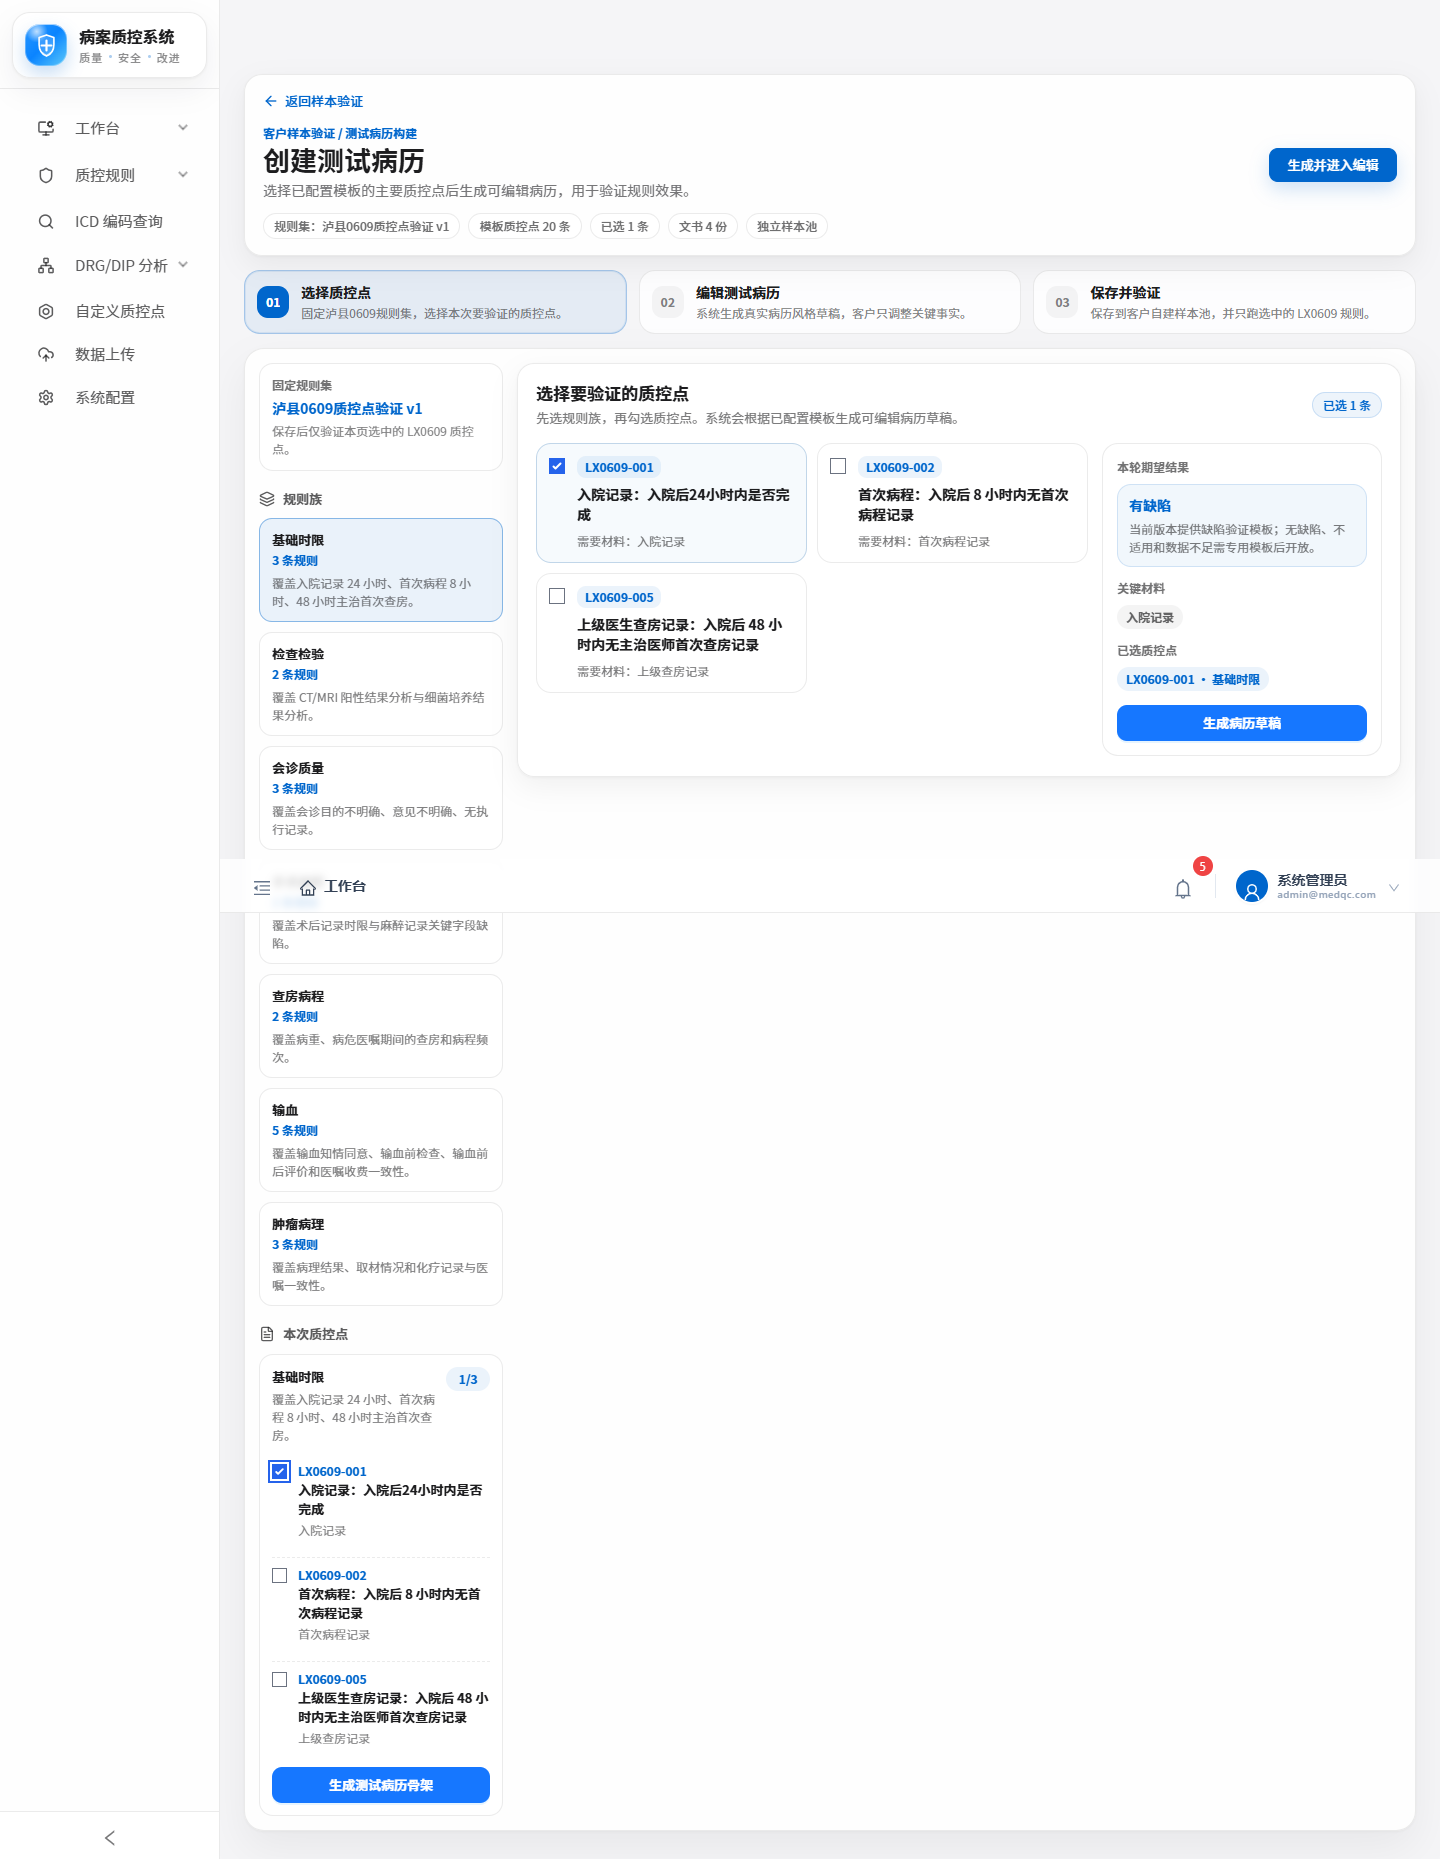 病案质控系统
质量 • 安全 • 改进
工作台
质控规则
ICD 编码查询
DRG/DIP 分析
自定义质控点
数据上传
系统配置
返回样本验证
客户样本验证 / 测试病历构建
创建测试病历
选择已配置模板的主要质控点后生成可编辑病历，用于验证规则效果。
规则集：泸县0609质控点验证 v1
模板质控点 20 条
已选 1 条
文书 4 份
独立样本池
生成并进入编辑
01
选择质控点
固定泸县0609规则集，选择本次要验证的质控点。
02
编辑测试病历
系统生成真实病历风格草稿，客户只调整关键事实。
03
保存并验证
保存到客户自建样本池，并只跑选中的 LX0609 规则。
固定规则集
泸县0609质控点验证 v1
保存后仅验证本页选中的 LX0609 质控
点。
规则族
基础时限
3 条规则
覆盖入院记录 24 小时、首次病程 8 小
时、48 小时主治首次查房。
检查检验
2 条规则
覆盖 CT/MRI 阳性结果分析与细菌培养结
果分析。
会诊质量
3 条规则
覆盖会诊目的不明确、意见不明确、无执
行记录。
选择要验证的质控点
先选规则族，再勾选质控点。系统会根据已配置模板生成可编辑病历草稿。
已选 1 条
LX0609-001
入院记录：入院后24小时内是否完
成
需要材料：入院记录
LX0609-002
首次病程：入院后 8 小时内无首次
病程记录
需要材料：首次病程记录
LX0609-005
上级医生查房记录：入院后 48 小
时内无主治医师首次查房记录
需要材料：上级查房记录
本轮期望结果
有缺陷
当前版本提供缺陷验证模板；无缺陷、不
适用和数据不足需专用模板后开放。
关键材料
入院记录
已选质控点
LX0609-001 · 基础时限
生成病历草稿
工作台
5
系统管理员
admin@medqc.com
覆盖术后记录时限与麻醉记录关键字段缺
陷。
查房病程
2 条规则
覆盖病重、病危医嘱期间的查房和病程频
次。
输血
5 条规则
覆盖输血知情同意、输血前检查、输血前
后评价和医嘱收费一致性。
肿瘤病理
3 条规则
覆盖病理结果、取材情况和化疗记录与医
嘱一致性。
本次质控点
基础时限
1/3
覆盖入院记录 24 小时、首次病
程 8 小时、48 小时主治首次查
房。
LX0609-001
入院记录：入院后24小时内是否
完成
入院记录
LX0609-002
首次病程：入院后 8 小时内无首
次病程记录
首次病程记录
LX0609-005
上级医生查房记录：入院后 48 小
时内无主治医师首次查房记录
上级查房记录
生成测试病历骨架